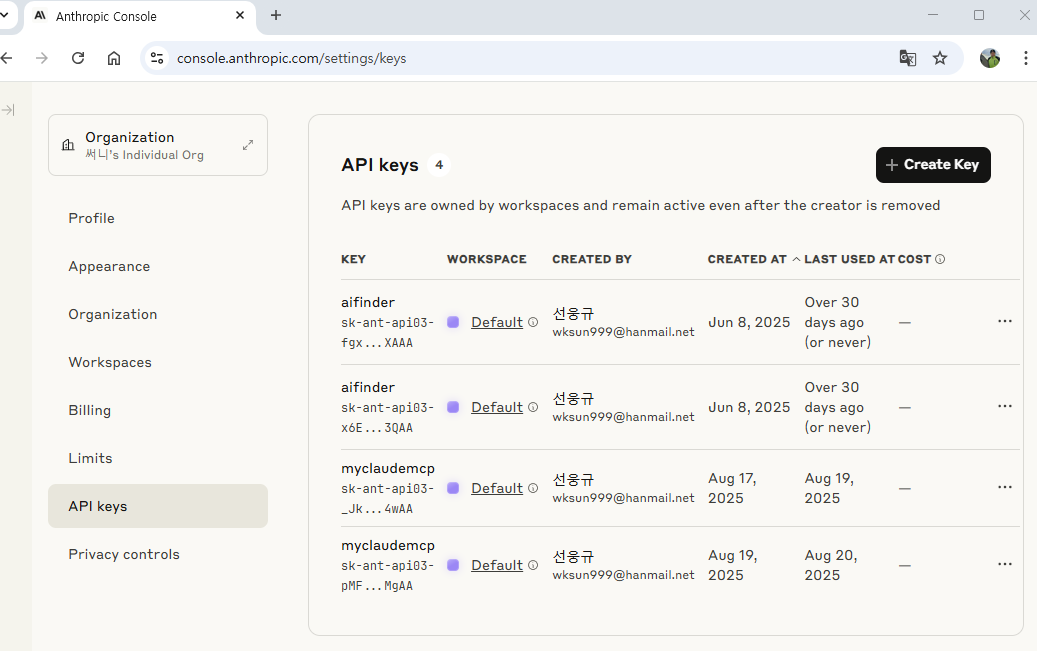 Anthropic Console
console.anthropic.com/settings/keys
Organization
써니's Individual Org
Profile
Appearance
Organization
Workspaces
Billing
Limits
API keys
Privacy controls
API keys 4
+ Create Key
API keys are owned by workspaces and remain active even after the creator is removed
KEY WORKSPACE CREATED BY CREATED AT LAST USED AT COST
aifinder
sk-ant-api03-
fgx...XAAA
Default
선웅규
wksun999@hanmail.net
Jun 8, 2025
Over 30
days ago
(or never)
—
aifinder
sk-ant-api03-
x6E...3QAA
Default
선웅규
wksun999@hanmail.net
Jun 8, 2025
Over 30
days ago
(or never)
—
myclaudemcp
sk-ant-api03-
_Jk...4wAA
Default
선웅규
wksun999@hanmail.net
Aug 17,
2025
Aug 19,
2025
—
myclaudemcp
sk-ant-api03-
pMF...MgAA
Default
선웅규
wksun999@hanmail.net
Aug 19,
2025
Aug 20,
2025
—